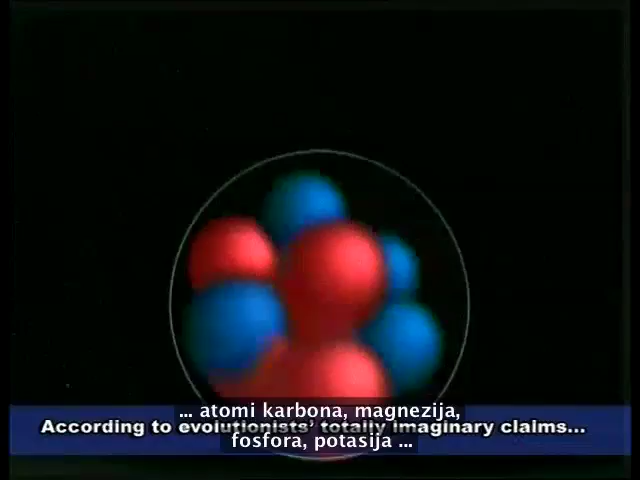 ... atomi karbona, magnezija,
According to evolutionists' totally imaginary claims...
fosfora, potasija ...